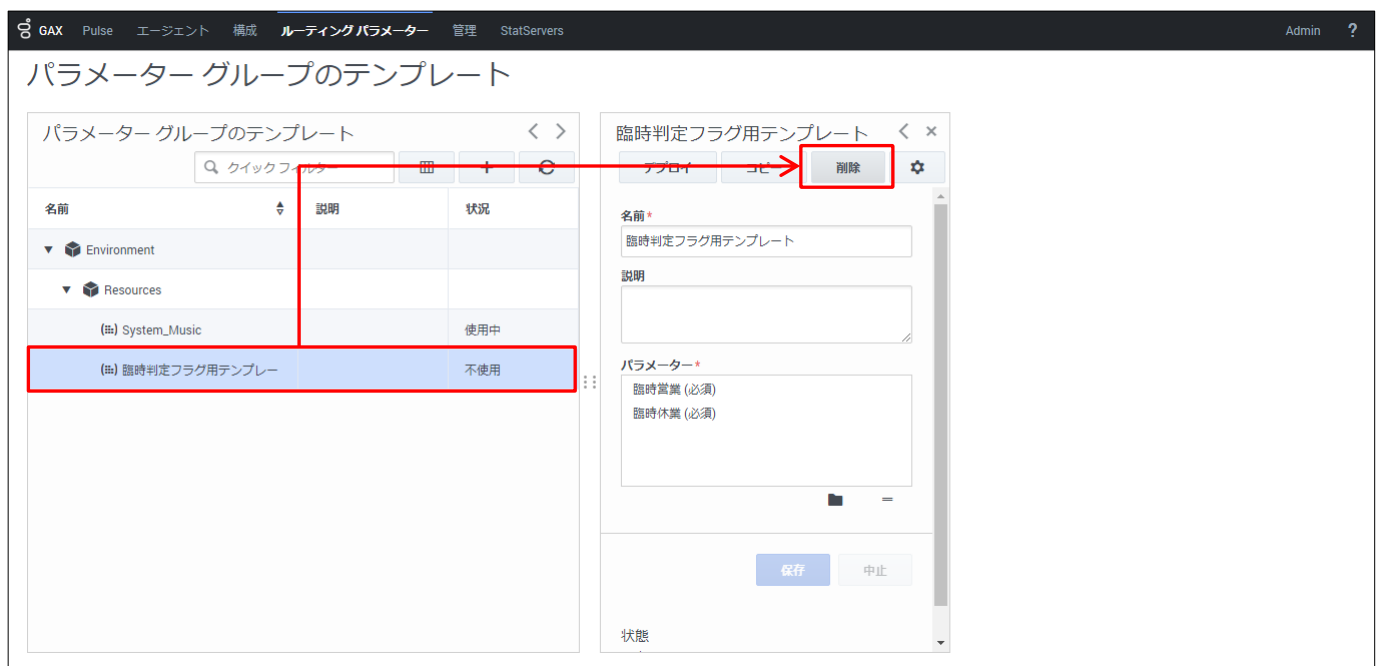 GAX Pulse エージェント 構成 ルーティング パラメーター 管理 StatServers Admin ?
パラメーター グループのテンプレート
パラメーター グループのテンプレート
クイック フィルター
名前 説明 状況
Environment
Resources
System_Music 使用中
臨時判定フラグ用テンプレー 不使用
臨時判定フラグ用テンプレート
デプロイ コピー 削除
名前*
臨時判定フラグ用テンプレート
説明
パラメーター*
臨時営業 (必須)
臨時休業 (必須)
保存 中止
状態